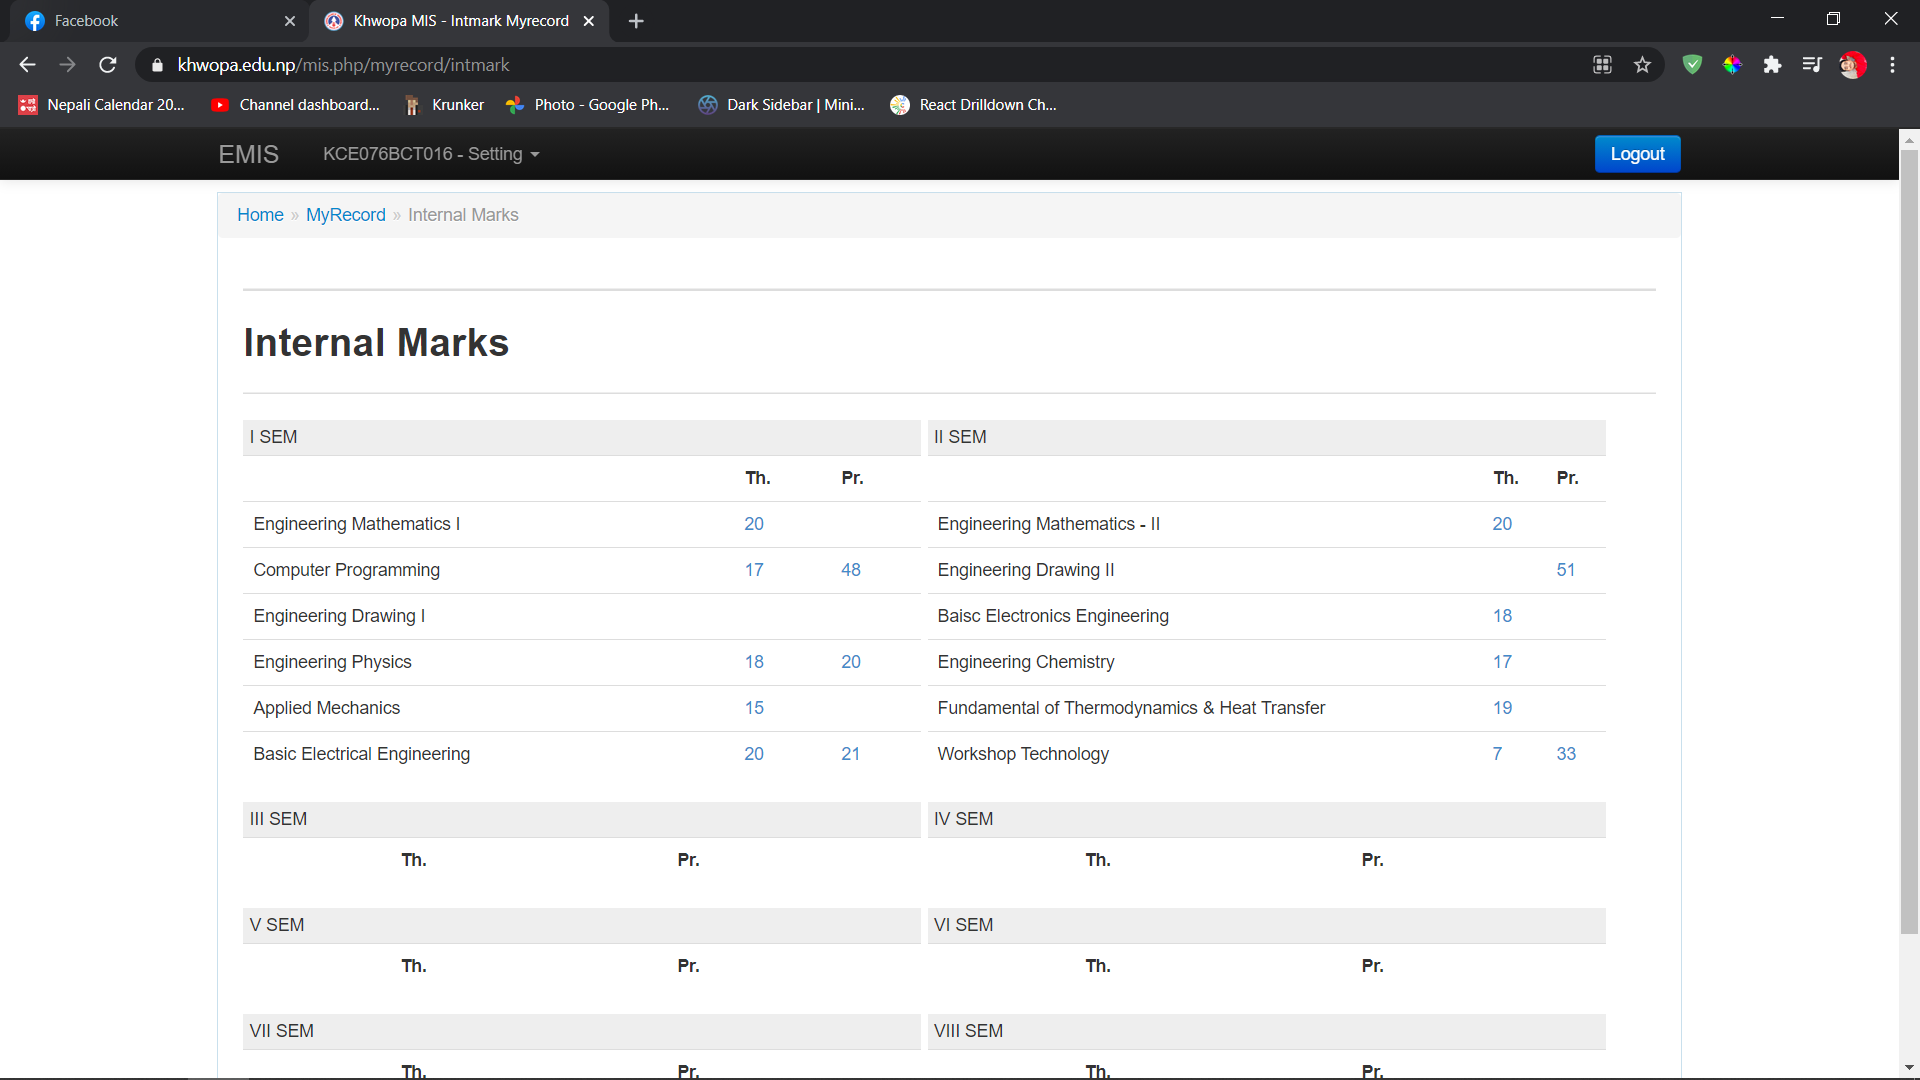 Facebook
Khwopa MIS - Intmark Myrecord
khwopa.edu.np/mis.php/myrecord/intmark
Nepali Calendar 20... Channel dashboard... Krunker Photo - Google Ph... Dark Sidebar | Mini... React Drilldown Ch...
EMIS KCE076BCT016 - Setting Logout
Home » MyRecord » Internal Marks
Internal Marks
I SEM
Th. Pr.
Engineering Mathematics I 20
Computer Programming 17 48
Engineering Drawing I
Engineering Physics 18 20
Applied Mechanics 15
Basic Electrical Engineering 20 21
II SEM
Th. Pr.
Engineering Mathematics - II 20
Engineering Drawing II 51
Baisc Electronics Engineering 18
Engineering Chemistry 17
Fundamental of Thermodynamics & Heat Transfer 19
Workshop Technology 7 33
III SEM
Th. Pr.
IV SEM
Th. Pr.
V SEM
Th. Pr.
VI SEM
Th. Pr.
VII SEM
Th. Pr.
VIII SEM
Th. Pr.